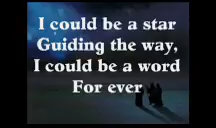 I could be a star
Guiding the way,
I could be a word
For ever